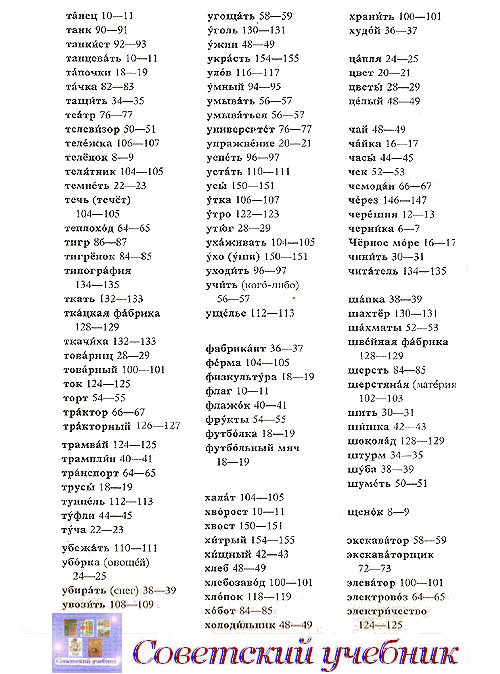 та́нец 10—11
танк 90—91
танки́ст 92—93
танцева́ть 10—11
та́почки 18—19
та́чка 82—83
тащи́ть 34—35
теа́тр 76—77
телеви́зор 50—51
теле́жка 106—107
телёнок 8—9
теля́тник 104—105
темне́ть 22—23
течь (течёт)
104—105
теплохо́д 64—65
тигр 86—87
тигрёнок 84—85
типогра́фия
134—135
ткать 132—133
тка́цкая фа́брика
128—129
ткачи́ха 132—133
това́рищ 28—29
това́рный 100—101
ток 124—125
торт 54—55
тра́ктор 66—67
тра́кторный 126—127
трамва́й 124—125
трампли́н 40—41
тра́нспорт 64—65
трусы́ 18—19
тунне́ль 112—113
ту́фли 44—45
ту́ча 22—23
убежа́ть 110—111
убо́рка (овощей)
24—25
убира́ть (снег) 38—39
увози́ть 108—109
угоща́ть 58—59
у́голь 130—131
у́жин 48—49
укра́сть 154—155
уло́в 116—117
у́мный 94—95
умыва́ть 56—57
умыва́ться 56—57
университе́т 76—77
упражне́ние 20—21
успе́ть 96—97
уста́ть 110—111
усы́ 150—151
у́тка 106—107
у́тро 122—123
утю́г 28—29
уха́живать 104—105
у́хо (у́ши) 150—151
уходи́ть 96—97
учи́ть (кого-либо)
56—57
уще́лье 112—113
фабрика́нт 36—37
фе́рма 104—105
физкульту́ра 18—19
флаг 10—11
флажо́к 40—41
фру́кты 54—55
футбо́лка 18—19
футбо́льный мяч
18—19
хала́т 104—105
хво́рост 10—11
хвост 150—151
хи́трый 154—155
хи́щный 42—43
хлеб 48—49
хлебозаво́д 100—101
хло́пок 118—119
хо́бот 84—85
холоди́льник 48—49
храни́ть 100—101
худо́й 36—37
ца́пля 24—25
цвет 20—21
цветы́ 28—29
це́лый 48—49
чай 48—49
ча́йка 16—17
часы́ 44—45
чек 52—53
чемода́н 66—67
че́рез 146—147
чере́шня 12—13
черни́ка 6—7
Чёрное мо́ре 16—17
чини́ть 30—31
чита́тель 134—135
ша́пка 38—39
шахтёр 130—131
ша́хматы 52—53
шве́йная фа́брика
128—129
шерсть 84—85
шерстяна́я (мате́рия
102—103
шить 30—31
ши́шка 42—43
шокола́д 128—129
штурм 34—35
шу́ба 38—39
шуме́ть 50—51
щено́к 8—9
экскава́тор 58—59
экскава́торщик
72—73
элева́тор 100—101
электрово́з 64—65
электри́чество
124—125
Советский учебник
Советский учебник